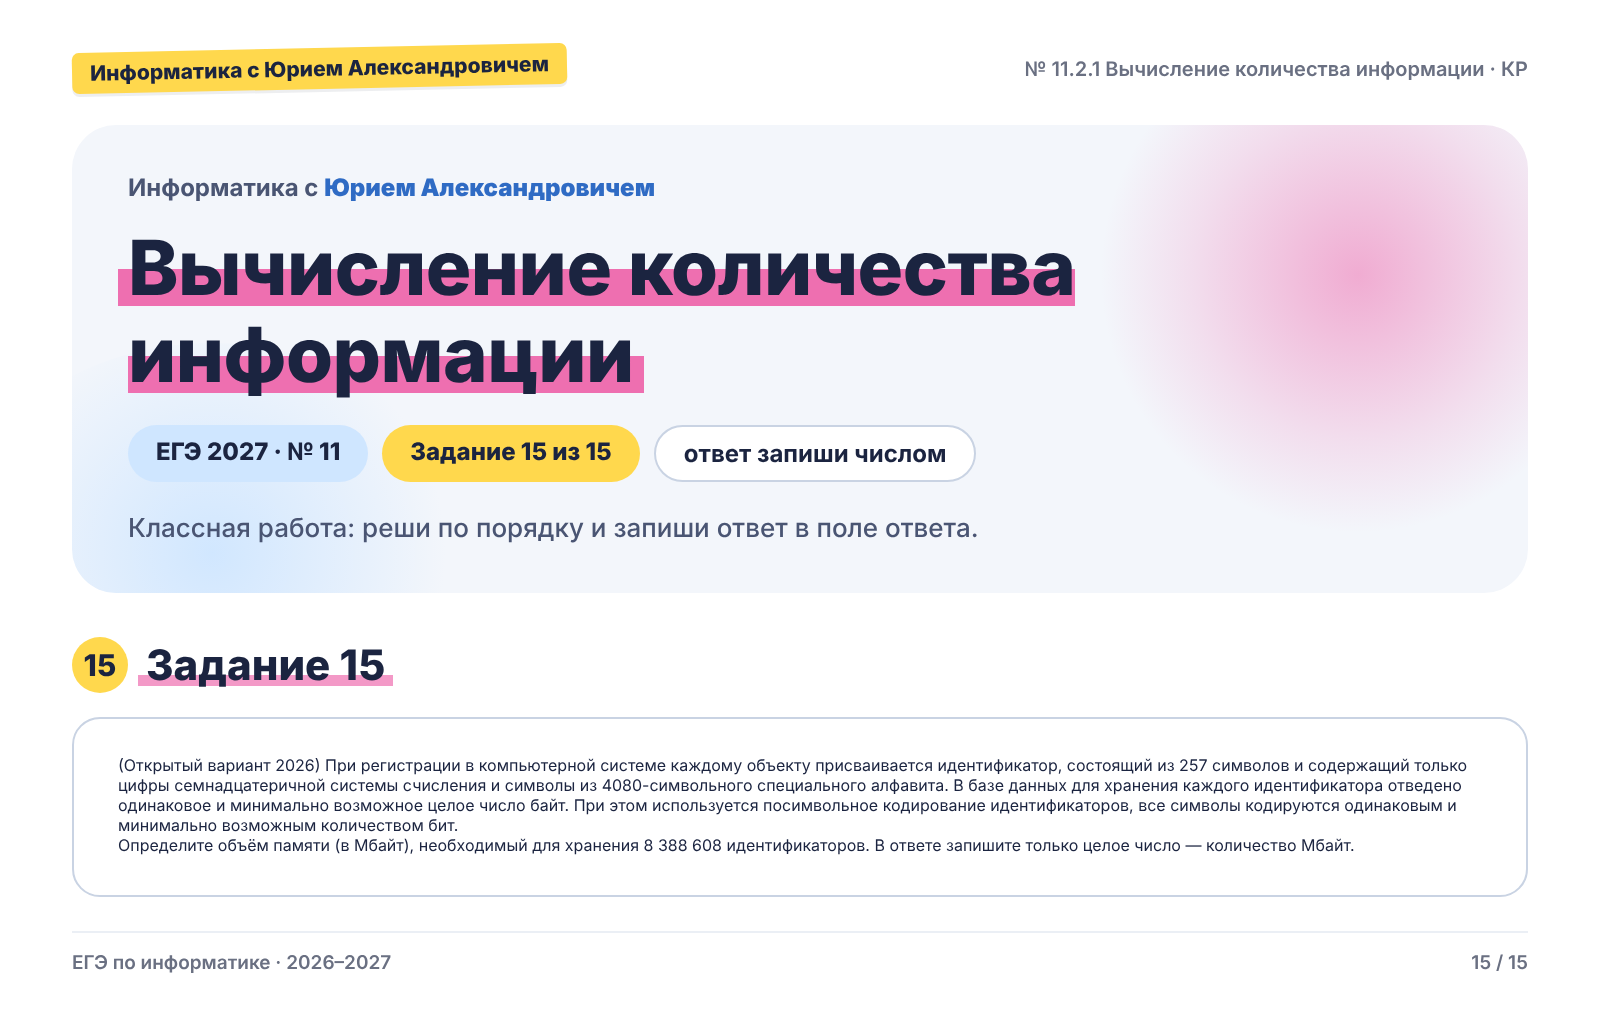 Информатика с Юрием Александровичем
№ 11.2.1 Вычисление количества информации · КР
Информатика с Юрием Александровичем
Вычисление количества
информации
ЕГЭ 2027 · № 11
Задание 15 из 15
ответ запиши числом
Классная работа: реши по порядку и запиши ответ в поле ответа.
15 Задание 15
(Открытый вариант 2026) При регистрации в компьютерной системе каждому объекту присваивается идентификатор, состоящий из 257 символов и содержащий только
цифры семнадцатеричной системы счисления и символы из 4080-символьного специального алфавита. В базе данных для хранения каждого идентификатора отведено
одинаковое и минимально возможное целое число байт. При этом используется посимвольное кодирование идентификаторов, все символы кодируются одинаковым и
минимально возможным количеством бит.
Определите объём памяти (в Мбайт), необходимый для хранения 8 388 608 идентификаторов. В ответе запишите только целое число — количество Мбайт.
ЕГЭ по информатике · 2026–2027
15 / 15